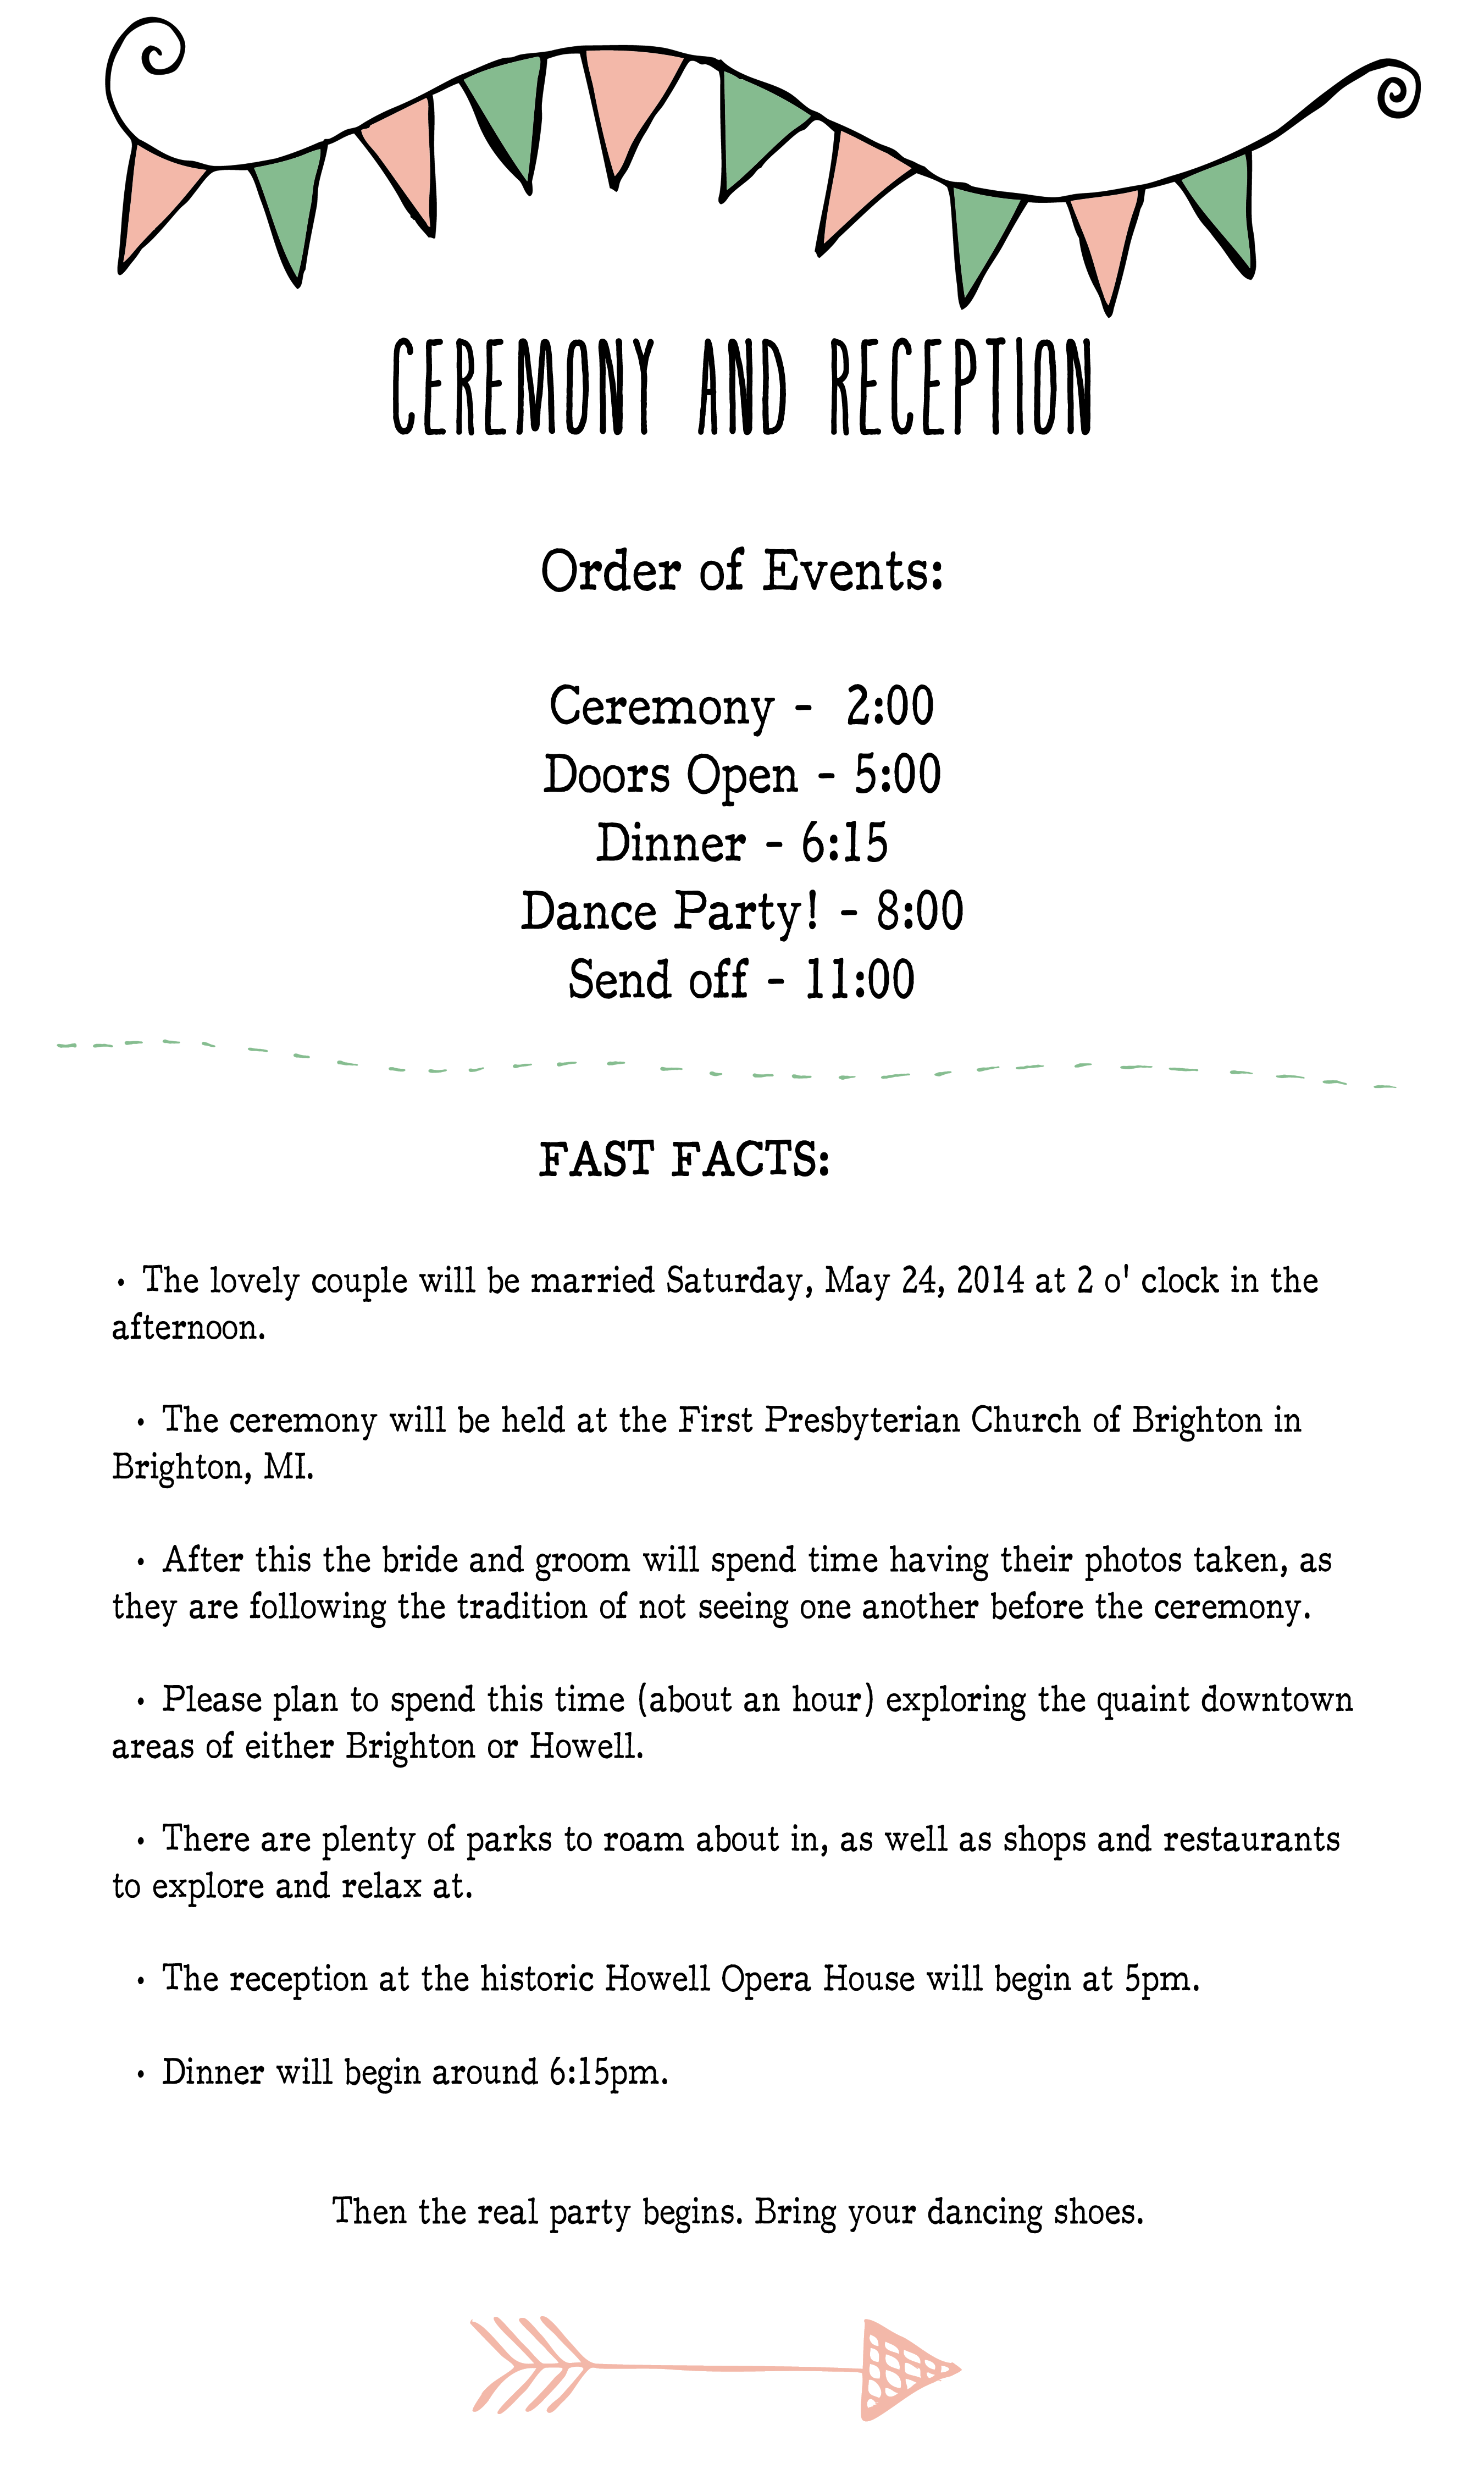 CEREMONY AND RECEPTION
Order of Events:
Ceremony - 2:00
Doors Open - 5:00
Dinner - 6:15
Dance Party! - 8:00
Send off - 11:00
FAST FACTS:
• The lovely couple will be married Saturday, May 24, 2014 at 2 o' clock in the
afternoon.
• The ceremony will be held at the First Presbyterian Church of Brighton in
Brighton, MI.
• After this the bride and groom will spend time having their photos taken, as
they are following the tradition of not seeing one another before the ceremony.
• Please plan to spend this time (about an hour) exploring the quaint downtown
areas of either Brighton or Howell.
• There are plenty of parks to roam about in, as well as shops and restaurants
to explore and relax at.
• The reception at the historic Howell Opera House will begin at 5pm.
• Dinner will begin around 6:15pm.
Then the real party begins. Bring your dancing shoes.